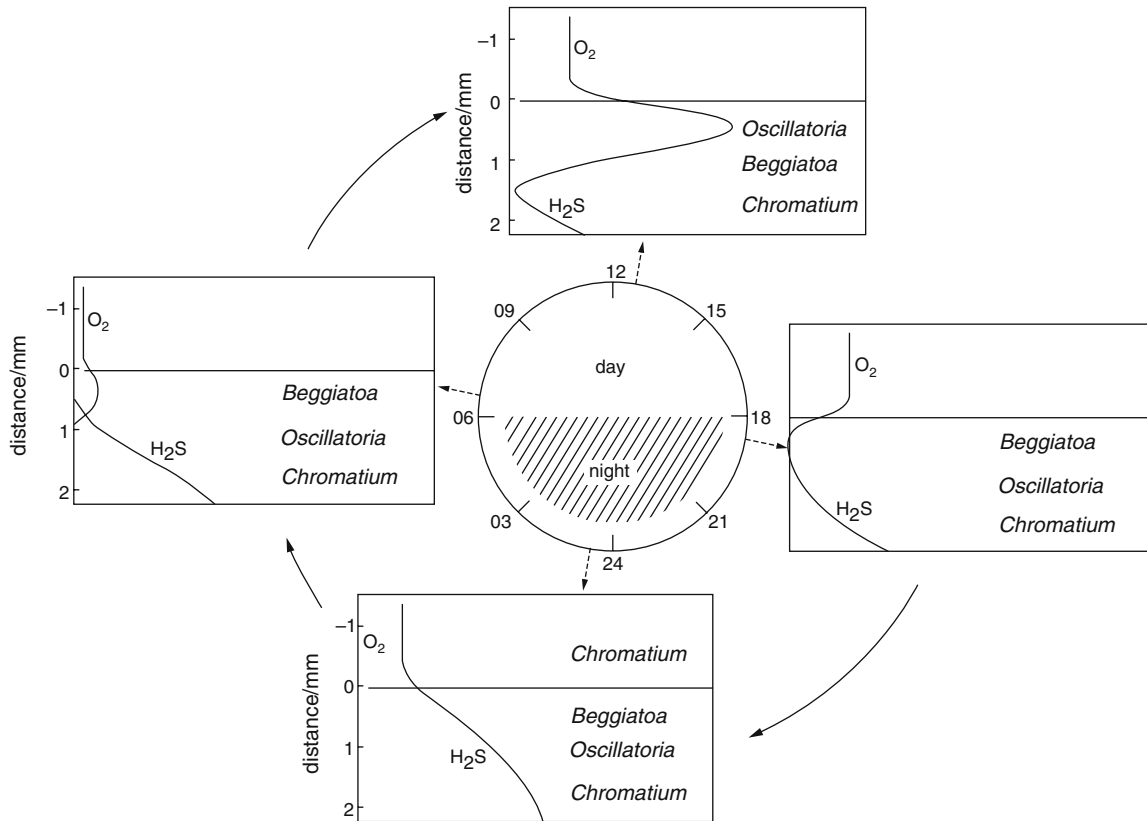 distance/mm
–1
0
1
2
O2
H2S
Oscillatoria
Beggiatoa
Chromatium
distance/mm
–1
0
1
2
O2
H2S
Beggiatoa
Oscillatoria
Chromatium
12
09
15
day
06
18
night
03
21
24
O2
H2S
Beggiatoa
Oscillatoria
Chromatium
distance/mm
–1
0
1
2
O2
H2S
Chromatium
Beggiatoa
Oscillatoria
Chromatium